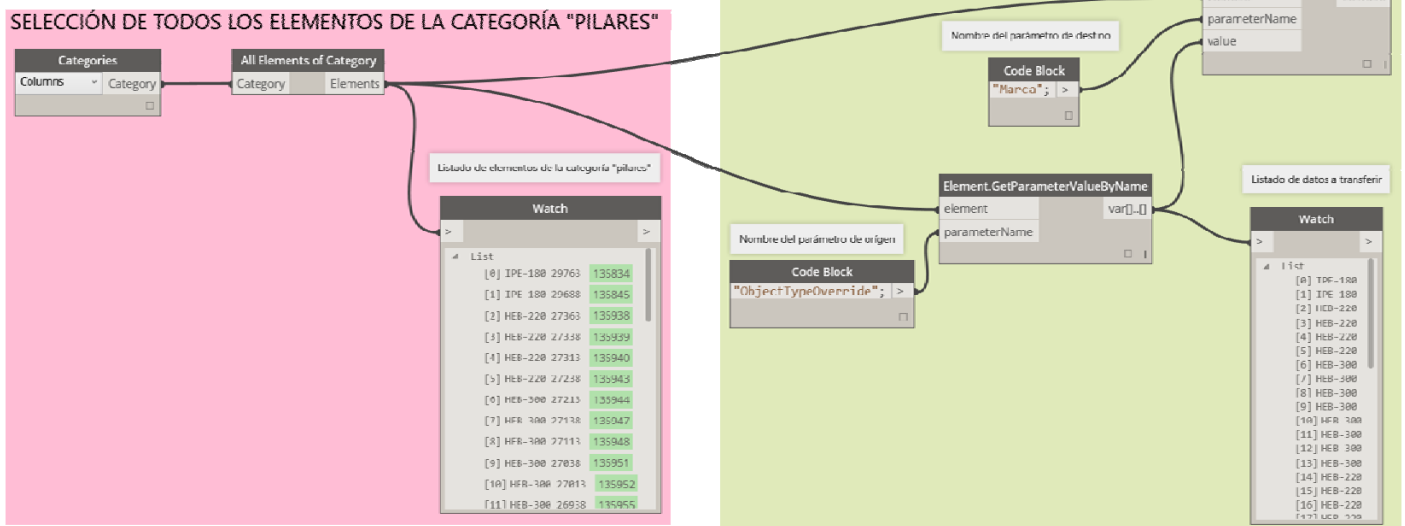 SELECCIÓN DE TODOS LOS ELEMENTOS DE LA CATEGORÍA "PILARES"
Categories
Columns
Category
All Elements of Category
Category
Elements
Listado de elementos de la categoría "pilares"
Watch
>
>
List
[0] IPE-180 29763 135834
[1] IPE 180 29688 135845
[2] HEB-220 27363 135938
[3] HEB-220 27338 135939
[4] HEB-220 27313 135940
[5] HEB-220 27238 135943
[6] HEB-300 27213 135944
[7] HEB 300 27138 135947
[8] HEB-300 27113 135948
[9] HEB-300 27038 135951
[10] HEB-300 27013 135952
[11] HEB-300 26938 135955
parameterName
value
Nombre del parámetro de destino
Code Block
"Marca";
>
Element.GetParameterValueByName
element
var[]..[]
parameterName
Nombre del parámetro de orígen
Code Block
"ObjectTypeOverride";
>
Listado de datos a transferir
Watch
>
>
List
[0] IPE-180
[1] IPE 180
[2] HEB-220
[3] HEB-220
[4] HEB-220
[5] HEB-220
[6] HEB-300
[7] HEB-300
[8] HEB-300
[9] HEB-300
[10] HEB 300
[11] HEB-300
[12] HEB 300
[13] HEB-300
[14] HEB-220
[15] HEB-220
[16] HEB-220
[17] HEB-220